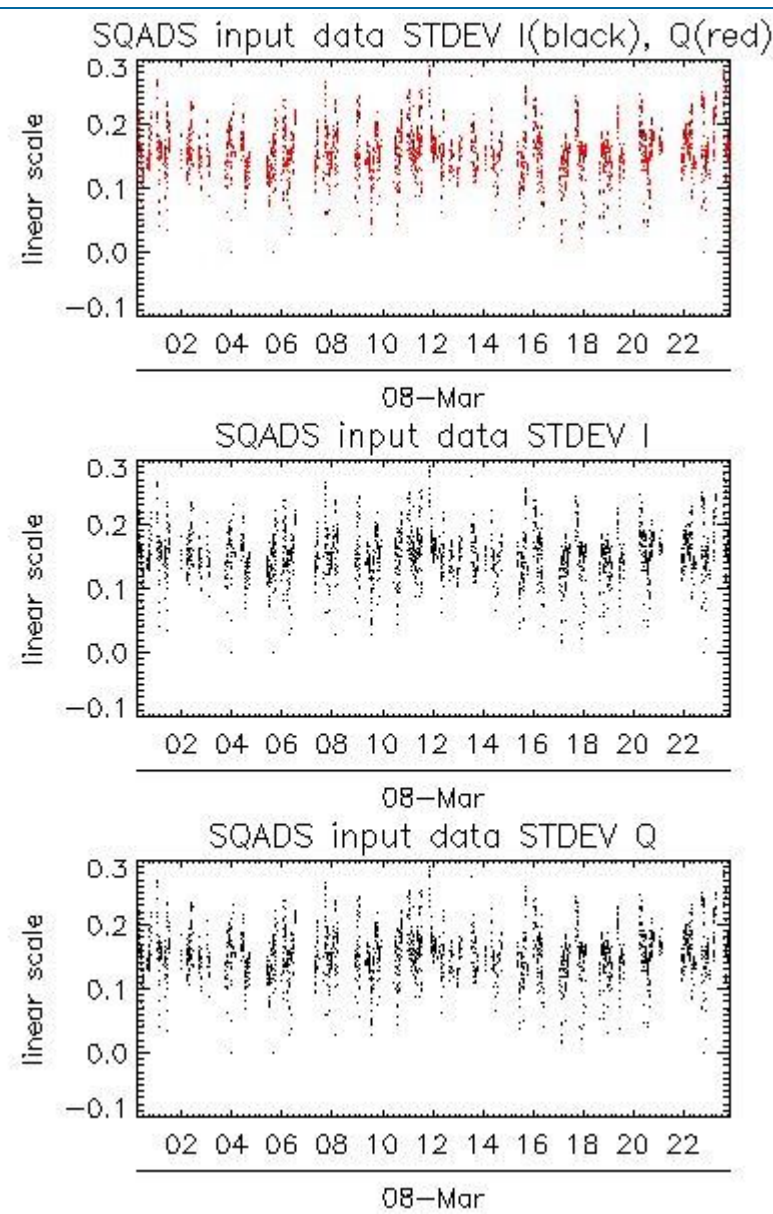 SQADS input data STDEV I(black), Q(red)
0.3
0.2
0.1
0.0
−0.1
linear scale
02 04 06 08 10 12 14 16 18 20 22
08−Mar
SQADS input data STDEV I
0.3
0.2
0.1
0.0
−0.1
linear scale
02 04 06 08 10 12 14 16 18 20 22
08−Mar
SQADS input data STDEV Q
0.3
0.2
0.1
0.0
−0.1
linear scale
02 04 06 08 10 12 14 16 18 20 22
08−Mar